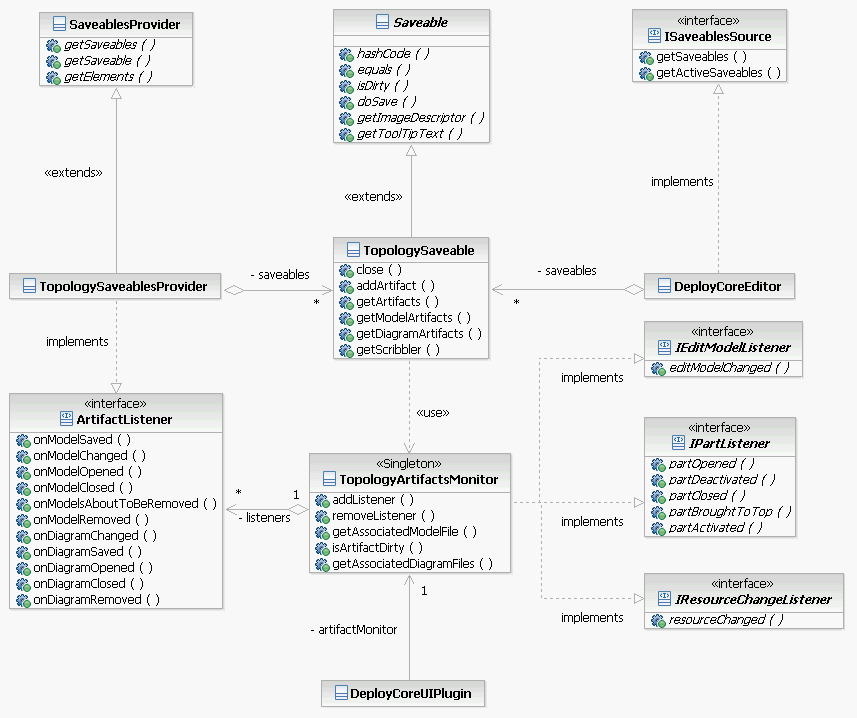 SaveablesProvider
getSaveables ( )
getSaveable ( )
getElements ( )
Saveable
hashCode ( )
equals ( )
isDirty ( )
doSave ( )
getImageDescriptor ( )
getToolTipText ( )
«interface»
ISaveablesSource
getSaveables ( )
getActiveSaveables ( )
«extends»
«extends»
implements
TopologySaveablesProvider
- saveables
*
TopologySaveable
close ( )
addArtifact ( )
getArtifacts ( )
getModelArtifacts ( )
getDiagramArtifacts ( )
getScribbler ( )
- saveables
*
DeployCoreEditor
implements
«interface»
IEditModelListener
editModelChanged ( )
implements
«interface»
ArtifactListener
onModelSaved ( )
onModelChanged ( )
onModelOpened ( )
onModelClosed ( )
onModelsAboutToBeRemoved ( )
onModelRemoved ( )
onDiagramChanged ( )
onDiagramSaved ( )
onDiagramOpened ( )
onDiagramClosed ( )
onDiagramRemoved ( )
«use»
*
1
- listeners
«Singleton»
TopologyArtifactsMonitor
addListener ( )
removeListener ( )
getAssociatedModelFile ( )
isArtifactDirty ( )
getAssociatedDiagramFiles ( )
«interface»
IPartListener
partOpened ( )
partDeactivated ( )
partClosed ( )
partBroughtToTop ( )
partActivated ( )
implements
«interface»
IResourceChangeListener
resourceChanged ( )
implements
1
- artifactMonitor
DeployCoreUIPlugin